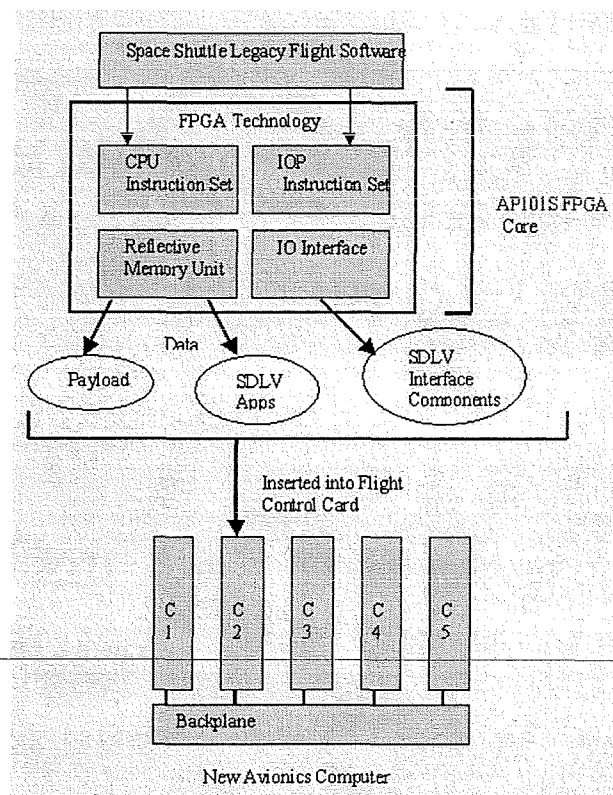 Space Shuttle Legacy Flight Software
FPGA Technology
CPU
Instruction Set
IOP
Instruction Set
AP101S FPGA
Core
Reflective
Memory Unit
IO Interface
Data
Payload
SDLV
Apps
SDLV
Interface
Components
Inserted into Flight
Control Card
C
1
C
2
C
3
C
4
C
5
Backplane
New Avionics Computer